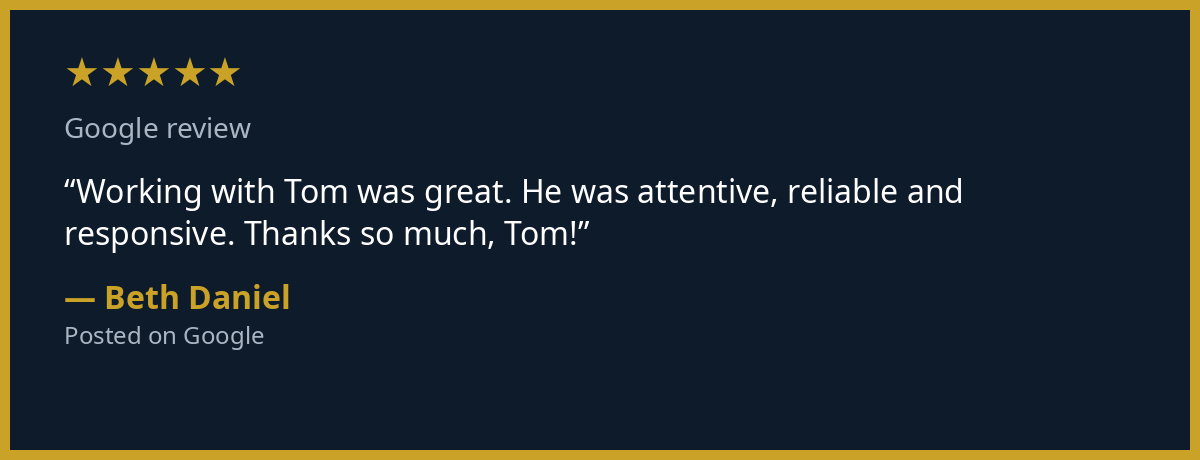 ★★★★★
Google review
“Working with Tom was great. He was attentive, reliable and
responsive. Thanks so much, Tom!”
— Beth Daniel
Posted on Google